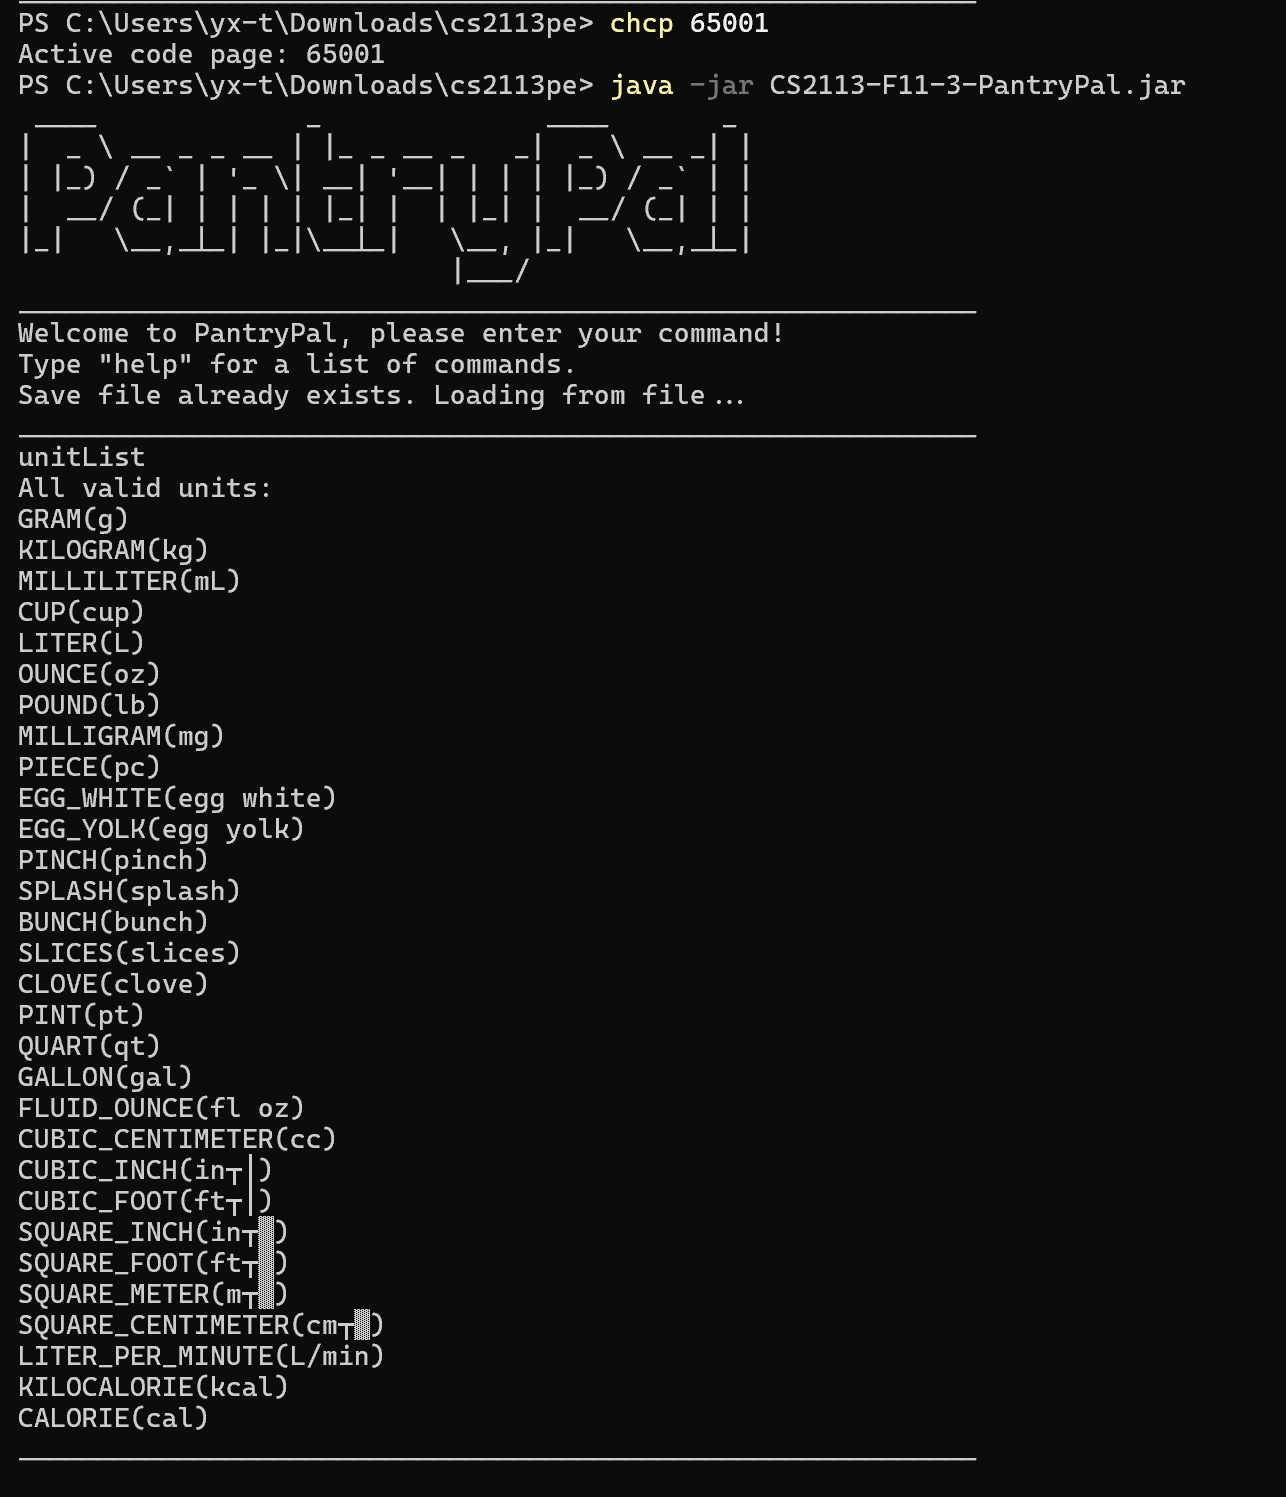 PS C:\Users\yx-t\Downloads\cs2113pe> chcp 65001
Active code page: 65001
PS C:\Users\yx-t\Downloads\cs2113pe> java -jar CS2113-F11-3-PantryPal.jar
PantryPal
Welcome to PantryPal, please enter your command!
Type "help" for a list of commands.
Save file already exists. Loading from file...
unitList
All valid units:
GRAM(g)
KILOGRAM(kg)
MILLILITER(mL)
CUP(cup)
LITER(L)
OUNCE(oz)
POUND(lb)
MILLIGRAM(mg)
PIECE(pc)
EGG_WHITE(egg white)
EGG_YOLK(egg yolk)
PINCH(pinch)
SPLASH(splash)
BUNCH(bunch)
SLICES(slices)
CLOVE(clove)
PINT(pt)
QUART(qt)
GALLON(gal)
FLUID_OUNCE(fl oz)
CUBIC_CENTIMETER(cc)
CUBIC_INCH(in┬│)
CUBIC_FOOT(ft┬│)
SQUARE_INCH(in┬▓)
SQUARE_FOOT(ft┬▓)
SQUARE_METER(m┬▓)
SQUARE_CENTIMETER(cm┬▓)
LITER_PER_MINUTE(L/min)
KILOCALORIE(kcal)
CALORIE(cal)